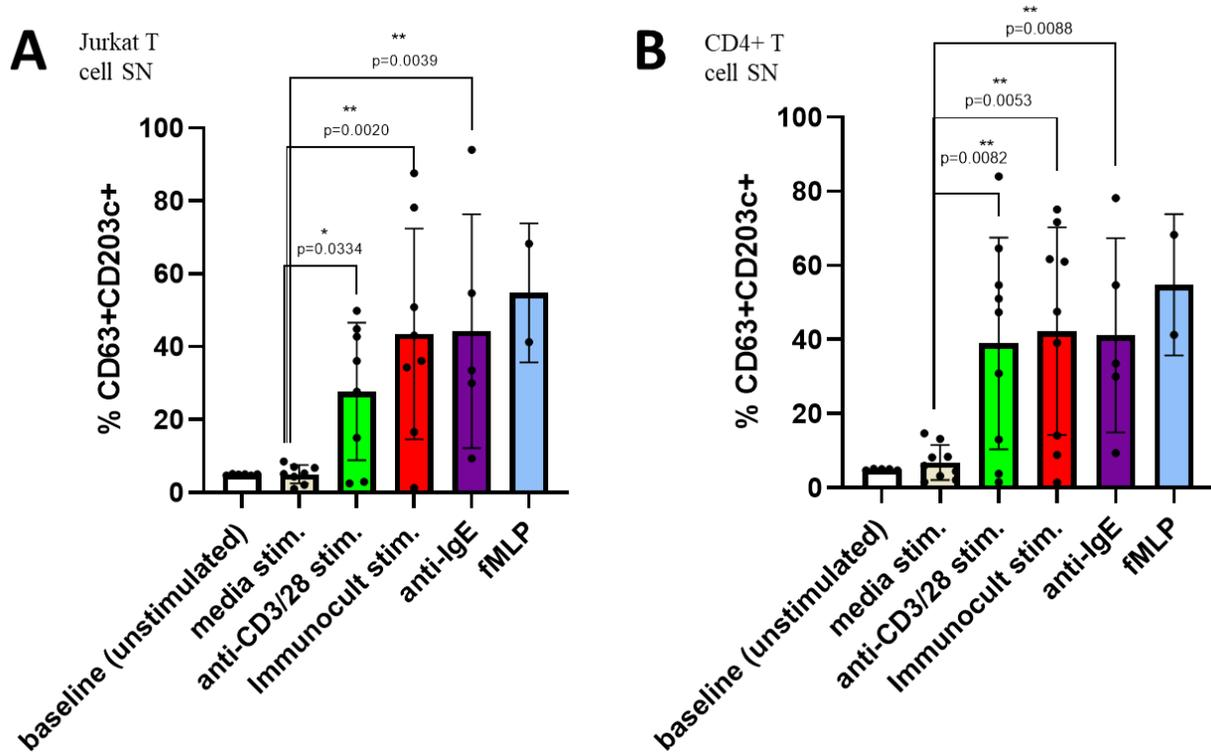 A
Jurkat T
cell SN
**
p=0.0039
**
p=0.0020
*
p=0.0334
% CD63+CD203c+
100
80
60
40
20
0
baseline (unstimulated)
media stim.
anti-CD3/28 stim.
Immunocult stim.
anti-IgE
fMLP
B
CD4+ T
cell SN
**
p=0.0088
**
p=0.0053
**
p=0.0082
% CD63+CD203c+
100
80
60
40
20
0
baseline (unstimulated)
media stim.
anti-CD3/28 stim.
Immunocult stim.
anti-IgE
fMLP